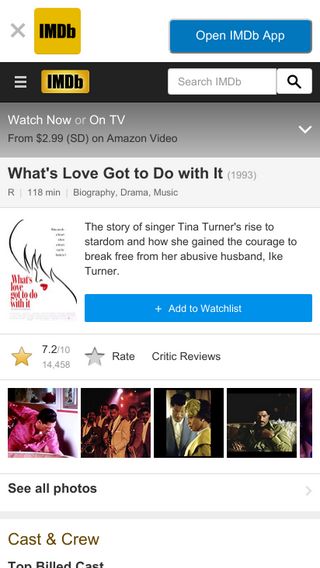 IMDb
Open IMDb App
IMDb
Search IMDb
Watch Now or On TV
From $2.99 (SD) on Amazon Video
What's Love Got to Do with It (1993)
R | 118 min | Biography, Drama, Music
What's
love
got to do
with it
The story of singer Tina Turner's rise to
stardom and how she gained the courage to
break free from her abusive husband, Ike
Turner.
+ Add to Watchlist
7.2/10
14,458
Rate
Critic Reviews
See all photos
Cast & Crew
Top Billed Cast